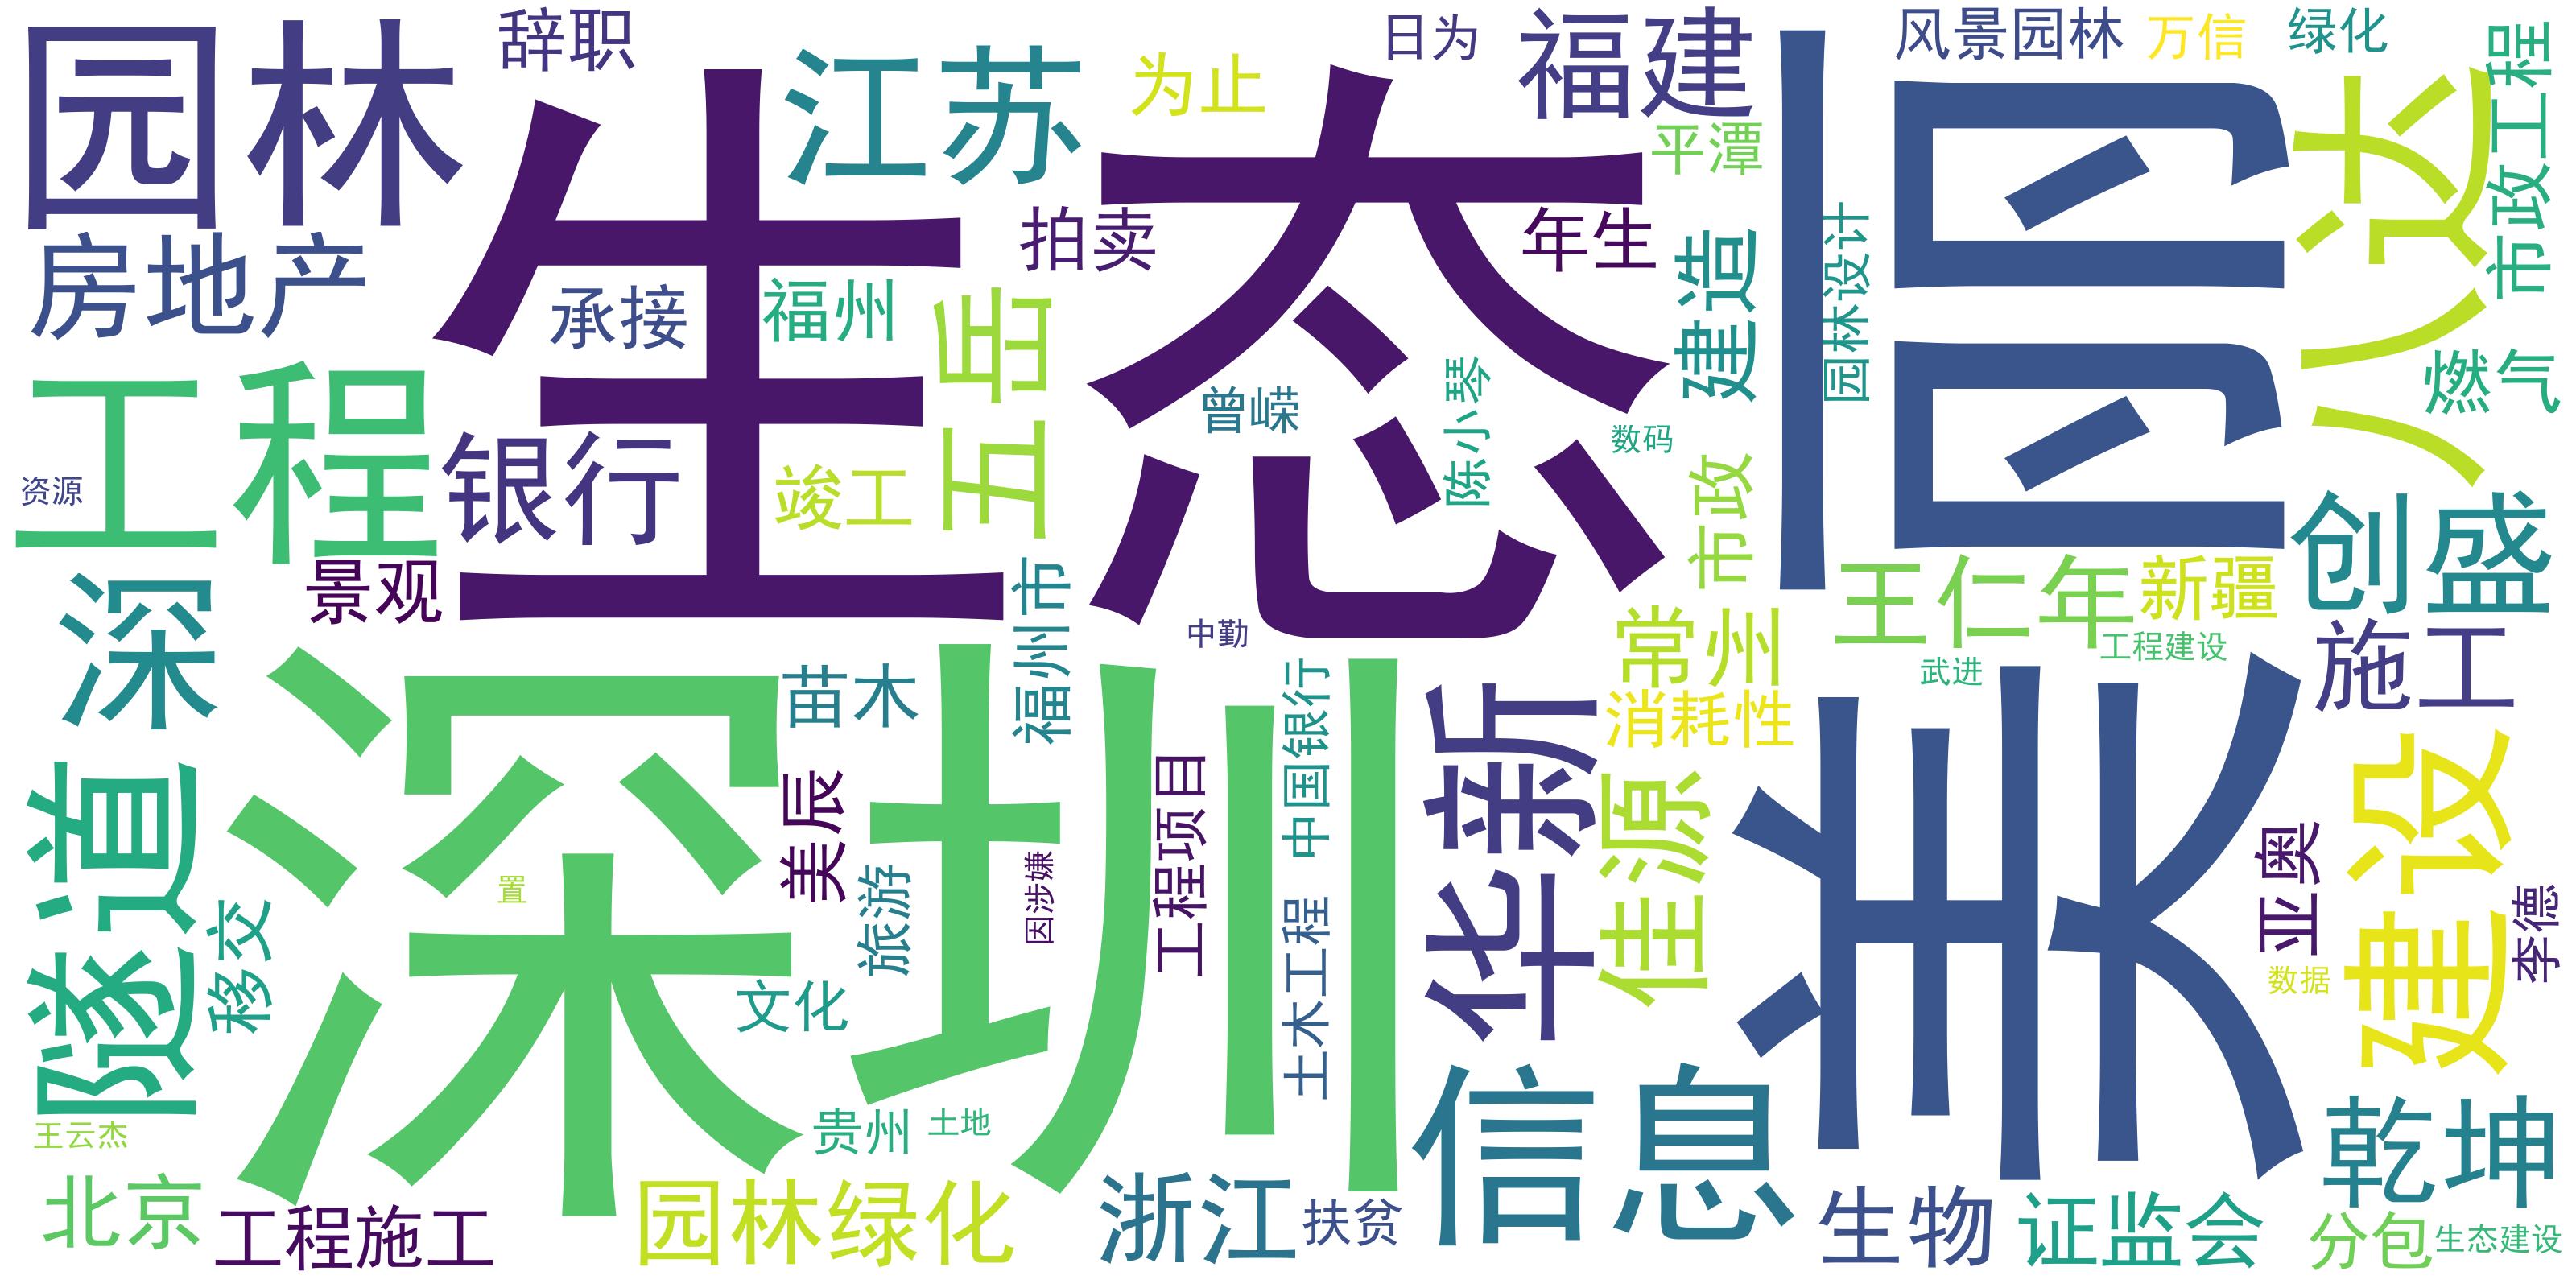 园林
辞职
江苏
为止
日为
福建
风景园林
万信
绿化
市政工程
生态
美丽
八达
平潭
房地产
承接
福州
五岳
拍卖
年生
建造
园林设计
燃气
工程
银行
竣工
曾嵘
陈小琴
数码
市政
资源
景观
创盛
深
福州市
中勤
常州
王仁年
新疆
工程建设
武进
施工
深圳
苗木
消耗性
隧道
移交
置
美辰
旅游
因涉嫌
工程项目
中国银行
土木工程
华新
佳源
亚奥
建设
李德
数据
文化
王云杰
贵州
土地
信息
乾坤
北京
工程施工
园林绿化
浙江
扶贫
生物
证监会
分包
生态建设